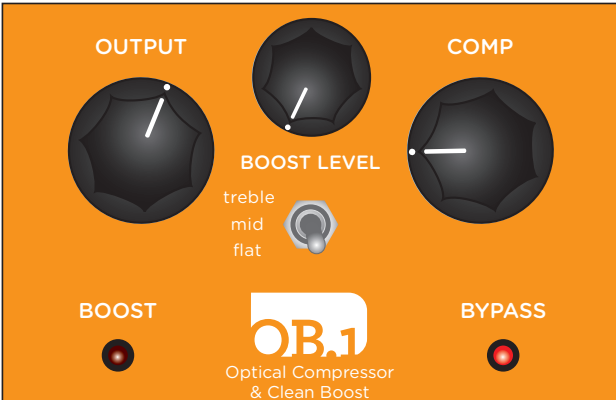 OUTPUT
COMP
BOOST LEVEL
treble
mid
flat
BOOST
BYPASS
OB.1
Optical Compressor
& Clean Boost